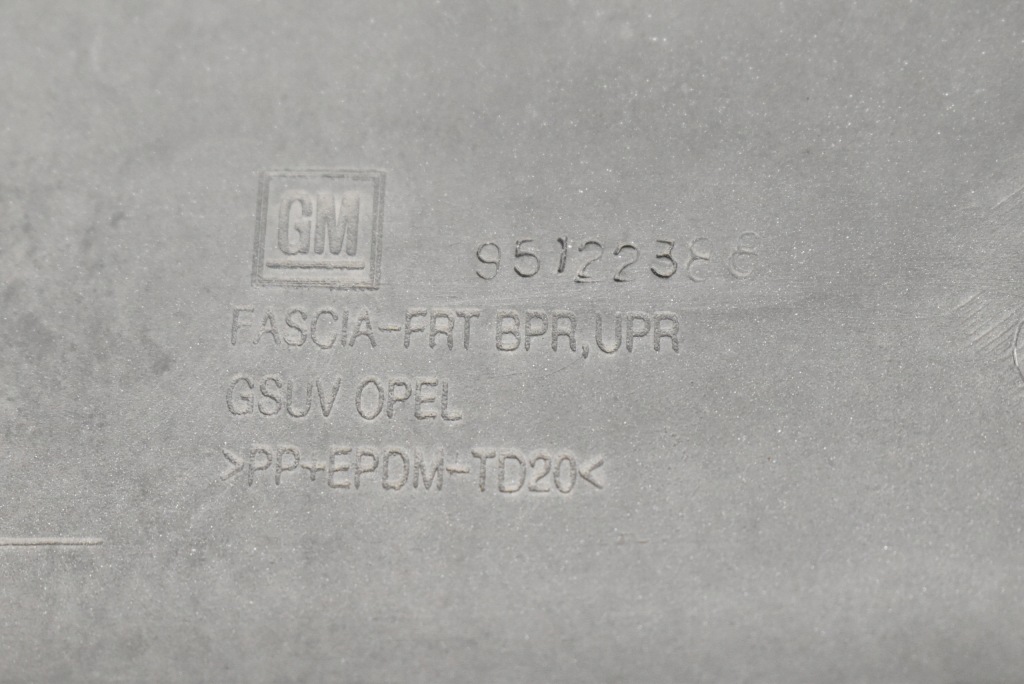 GM
95122386
FASCIA-FRT BPR,UPR
GSUV OPEL
>PP+EPDM-TD20<